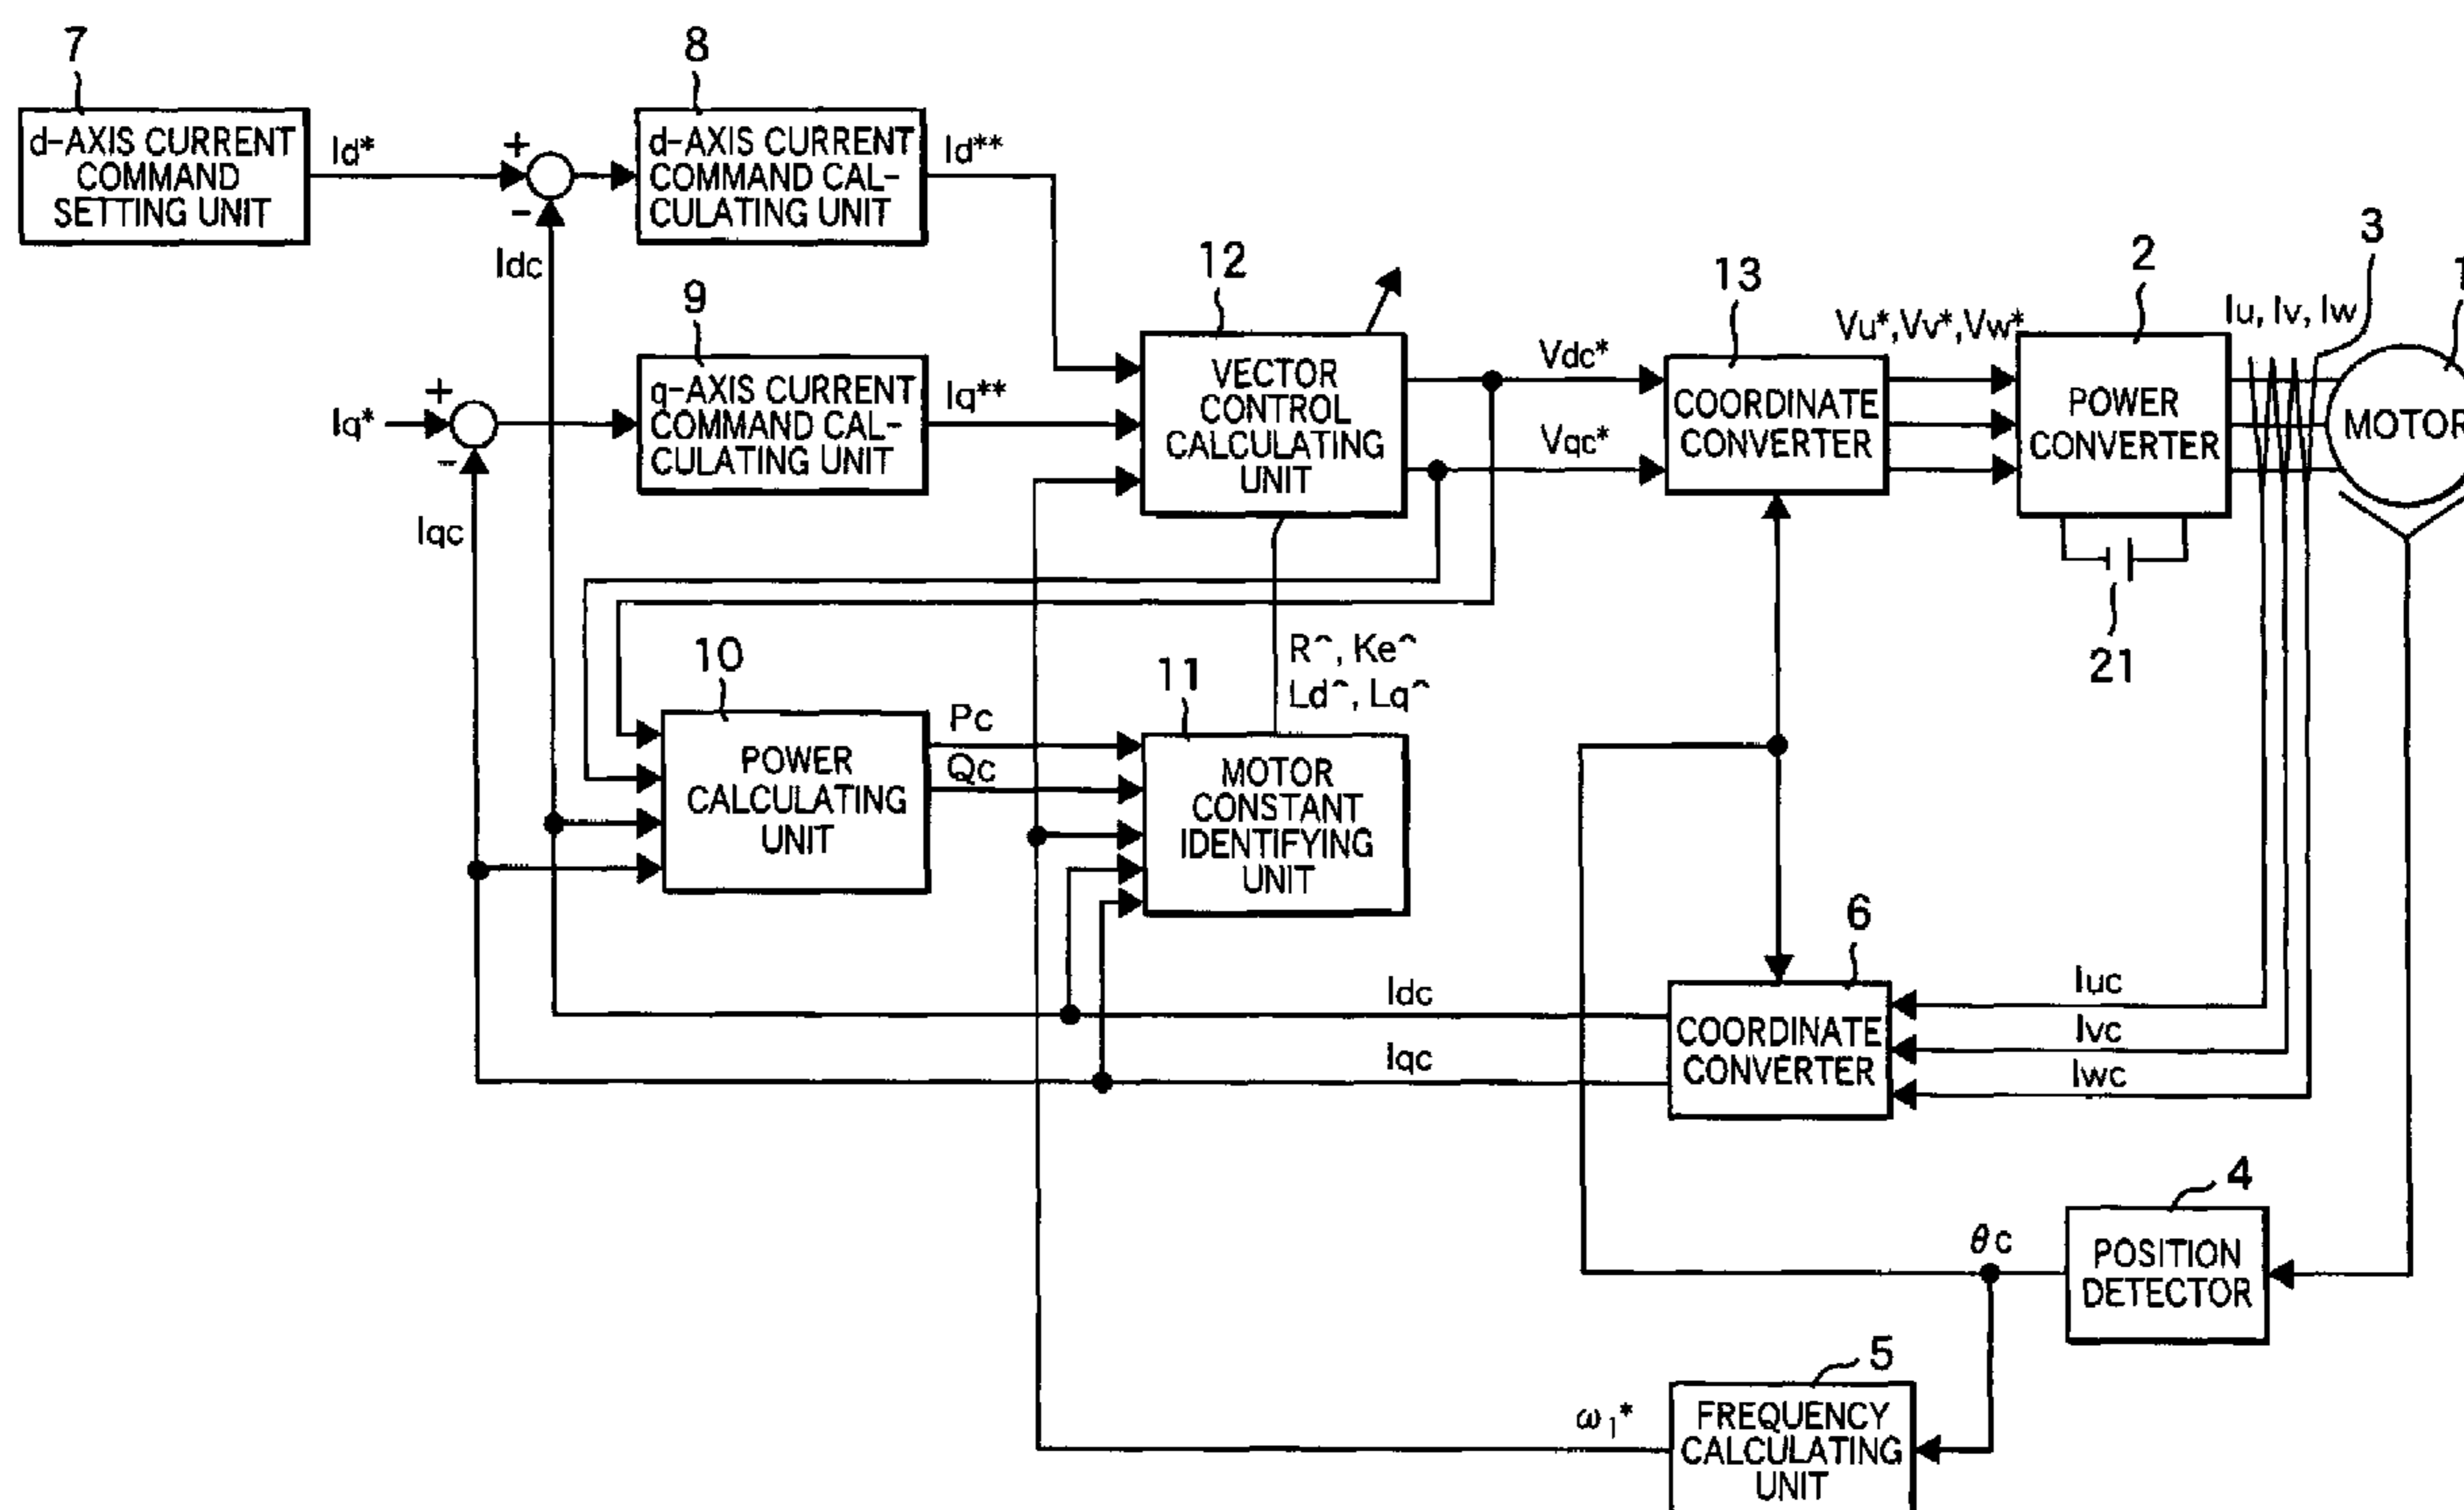 7
8
d-AXIS CURRENT
COMMAND
SETTING UNIT
Id*
+
-
Idc
d-AXIS CURRENT
COMMAND CAL-
CULATING UNIT
Id**
9
Iq*
+
-
Iqc
q-AXIS CURRENT
COMMAND CAL-
CULATING UNIT
Iq**
12
VECTOR
CONTROL
CALCULATING
UNIT
Vdc*
Vqc*
13
COORDINATE
CONVERTER
Vu*,Vv*,Vw*
2
POWER
CONVERTER
21
Iu, Iv, Iw
3
1
MOTOR
10
POWER
CALCULATING
UNIT
Pc
Qc
R^, Ke^
Ld^, Lq^
11
MOTOR
CONSTANT
IDENTIFYING
UNIT
6
COORDINATE
CONVERTER
Idc
Iqc
Iuc
Ivc
Iwc
4
POSITION
DETECTOR
θc
5
FREQUENCY
CALCULATING
UNIT
ω1*